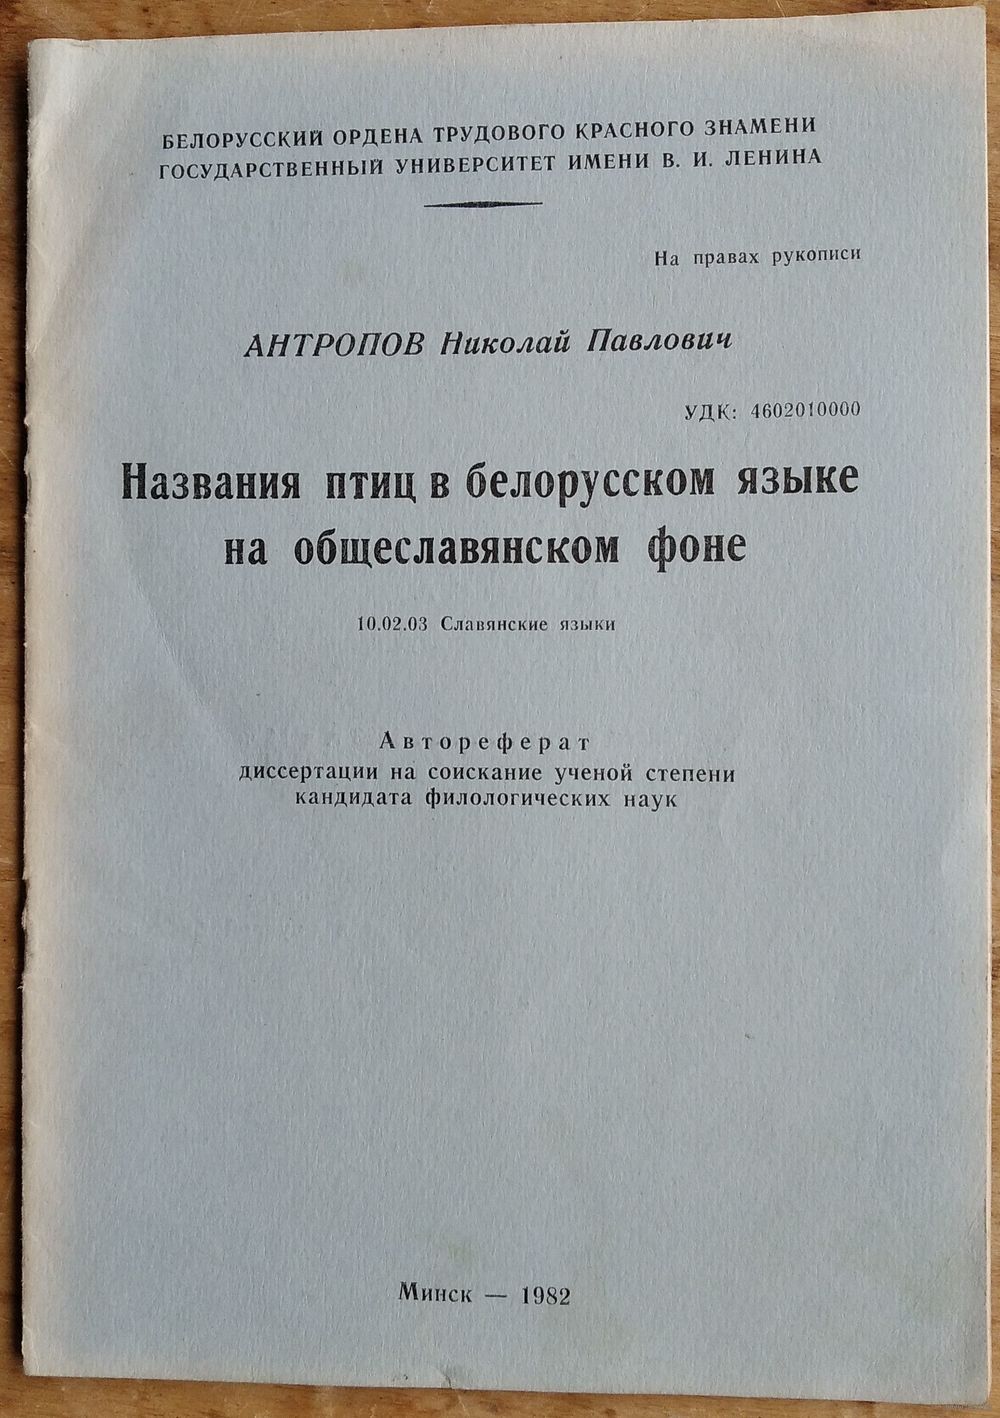 БЕЛОРУССКИЙ ОРДЕНА ТРУДОВОГО КРАСНОГО ЗНАМЕНИ
ГОСУДАРСТВЕННЫЙ УНИВЕРСИТЕТ ИМЕНИ В. И. ЛЕНИНА
На правах рукописи
АНТРОПОВ Николай Павлович
УДК: 4602010000
Названия птиц в белорусском языке
на общеславянском фоне
10.02.03 Славянские языки
Автореферат
диссертации на соискание ученой степени
кандидата филологических наук
Минск — 1982